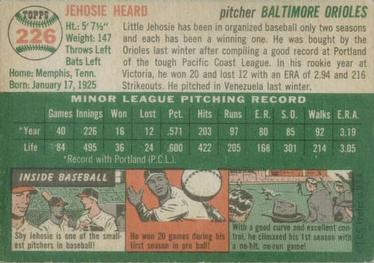 TOPPS
226
JEHOSIE HEARD
pitcher BALTIMORE ORIOLES
Ht.: 5' 7½"
Weight: 147
Throws Left
Bats Left
Home: Memphis, Tenn.
Born: January 17, 1925
Little Jehosie has been in organized baseball only two seasons
and each has been a winning one. He was bought by the
Orioles last winter after compiling a good record at Portland
of the tough Pacific Coast League. In his rookie year at
Victoria, he won 20 and lost 12 with an ERA of 2.94 and 216
Strikeouts. He pitched in Venezuela last winter.
MINOR LEAGUE PITCHING RECORD
Games Innings Won Lost Pct. Hits Runs E.R. S.O. Walks ERA
*Year 40 226 16 12 .571 203 97 80 85 92 3.19
Life 84 495 36 24 .600 422 205 168 301 214 3.05
*Record with Portland (P.C.L.)
INSIDE BASEBALL
Shy Jehosie is one of the small-
est pitchers in baseball!
He won 20 games during his
first season in pro ball!
With a good curve and excellent con-
trol, he climaxed his 1st season with
a no-hit, no-run game!